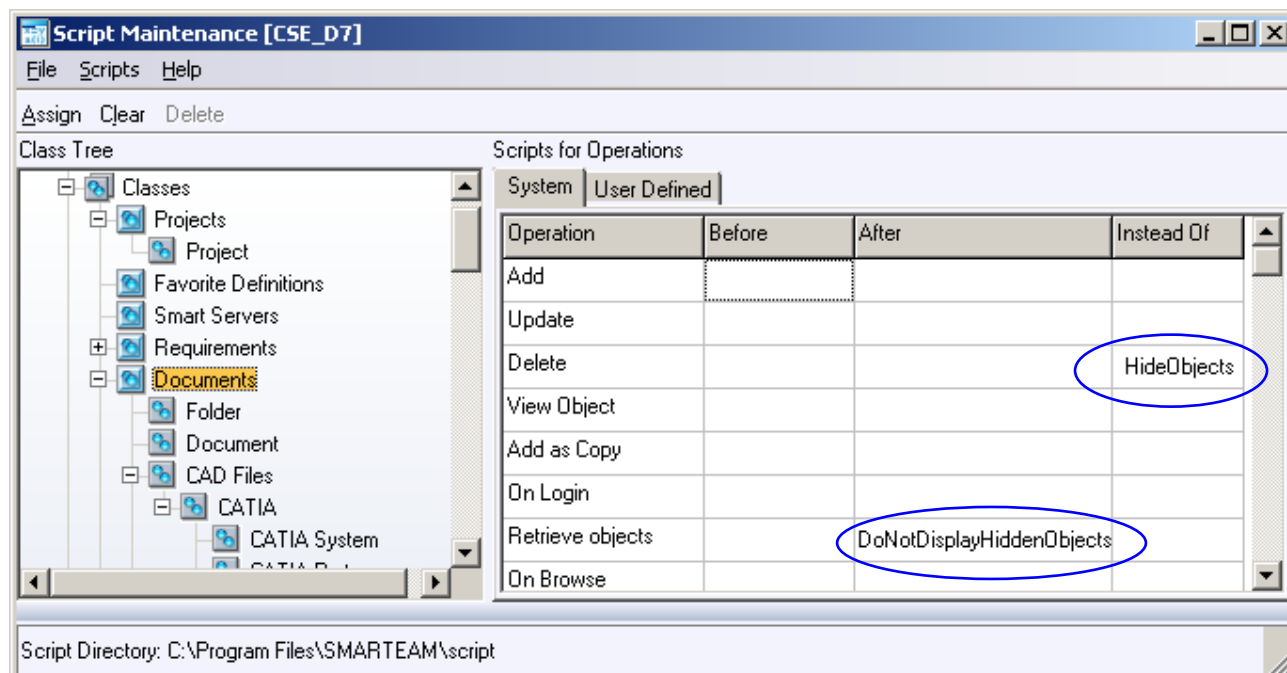 Script Maintenance [CSE_D7]
File Scripts Help
Assign Clear Delete
Class Tree
Classes
Projects
Project
Favorite Definitions
Smart Servers
Requirements
Documents
Folder
Document
CAD Files
CATIA
CATIA System
Scripts for Operations
System User Defined
Operation Before After Instead Of
Add
Update
Delete HideObjects
View Object
Add as Copy
On Login
Retrieve objects DoNotDisplayHiddenObjects
On Browse
Script Directory: C:\Program Files\SMARTEAM\script